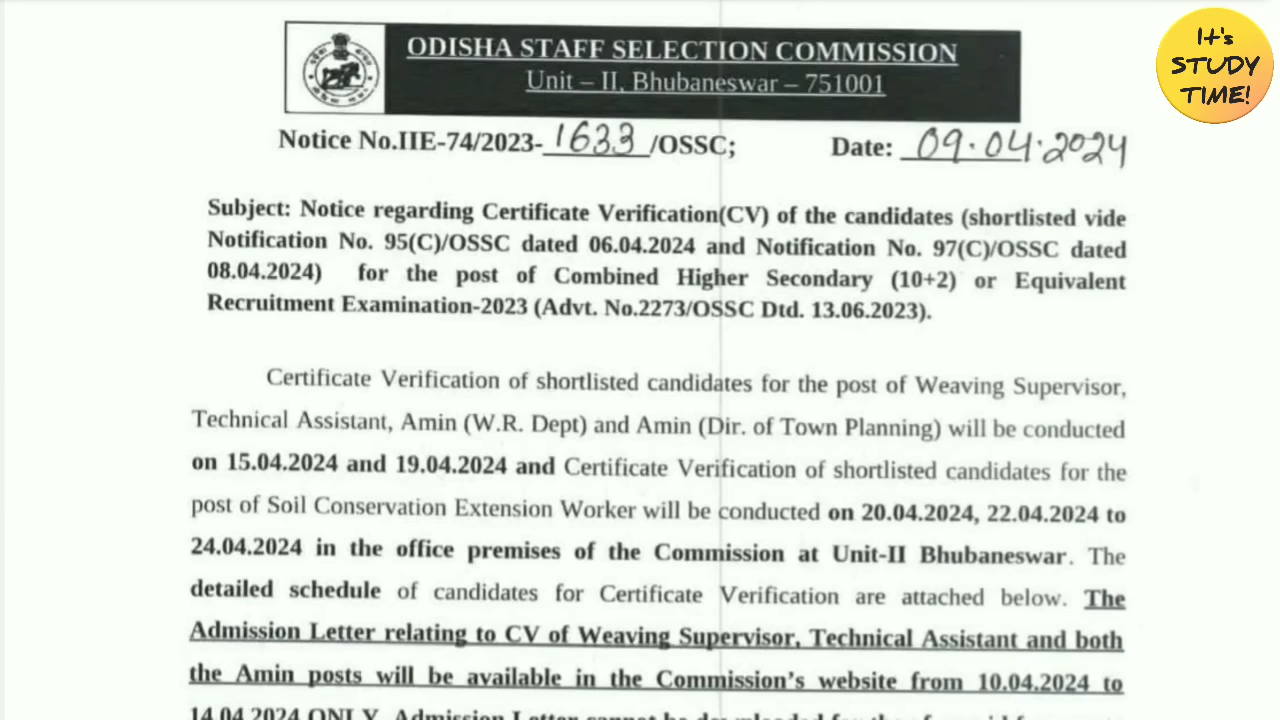 ODISHA STAFF SELECTION COMMISSION
Unit – II, Bhubaneswar – 751001
It's
STUDY
TIME!
Notice No.IIE-74/2023- 1633 /OSSC; Date: 09.04.2024
Subject: Notice regarding Certificate Verification(CV) of the candidates (shortlisted vide
Notification No. 95(C)/OSSC dated 06.04.2024 and Notification No. 97(C)/OSSC dated
08.04.2024) for the post of Combined Higher Secondary (10+2) or Equivalent
Recruitment Examination-2023 (Advt. No.2273/OSSC Dtd. 13.06.2023).
Certificate Verification of shortlisted candidates for the post of Weaving Supervisor,
Technical Assistant, Amin (W.R. Dept) and Amin (Dir. of Town Planning) will be conducted
on 15.04.2024 and 19.04.2024 and Certificate Verification of shortlisted candidates for the
post of Soil Conservation Extension Worker will be conducted on 20.04.2024, 22.04.2024 to
24.04.2024 in the office premises of the Commission at Unit-II Bhubaneswar. The
detailed schedule of candidates for Certificate Verification are attached below. The
Admission Letter relating to CV of Weaving Supervisor, Technical Assistant and both
the Amin posts will be available in the Commission's website from 10.04.2024 to
14.04.2024 ONLY. Admission Letter cannot be